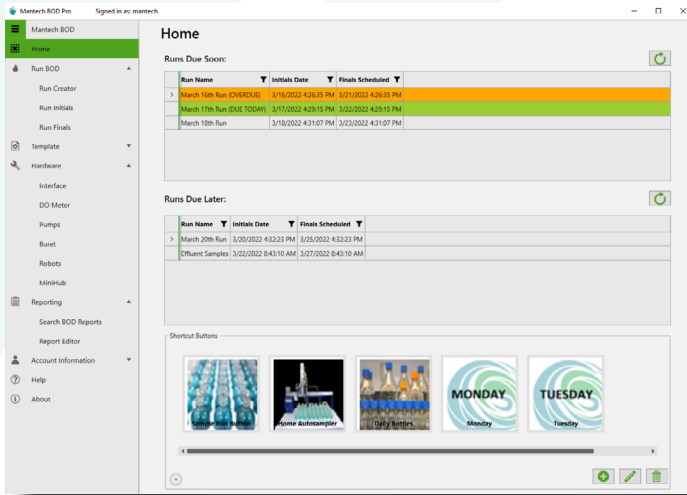 Mantech BOD Pro Signed in as: mantech
Mantech BOD
Home
Run BOD
Run Creator
Run Initials
Run Finals
Template
Hardware
Interface
DO Meter
Pumps
Buret
Robots
MiniHub
Reporting
Search BOD Reports
Report Editor
Account Information
Help
About
Home
Runs Due Soon:
Run Name Initials Date Finals Scheduled
March 16th Run (OVERDUE) 3/16/2022 4:26:35 PM 3/21/2022 4:26:35 PM
March 17th Run (DUE TODAY) 3/17/2022 4:29:15 PM 3/22/2022 4:29:15 PM
March 18th Run 3/18/2022 4:31:07 PM 3/23/2022 4:31:07 PM
Runs Due Later:
Run Name Initials Date Finals Scheduled
March 20th Run 3/20/2022 4:32:23 PM 3/25/2022 4:32:23 PM
Effluent Samples 3/22/2022 8:43:10 AM 3/27/2022 8:43:10 AM
Shortcut Buttons
Sample Run Button
Home Autosampler
Daily Bottles
MONDAY
Monday
TUESDAY
Tuesday